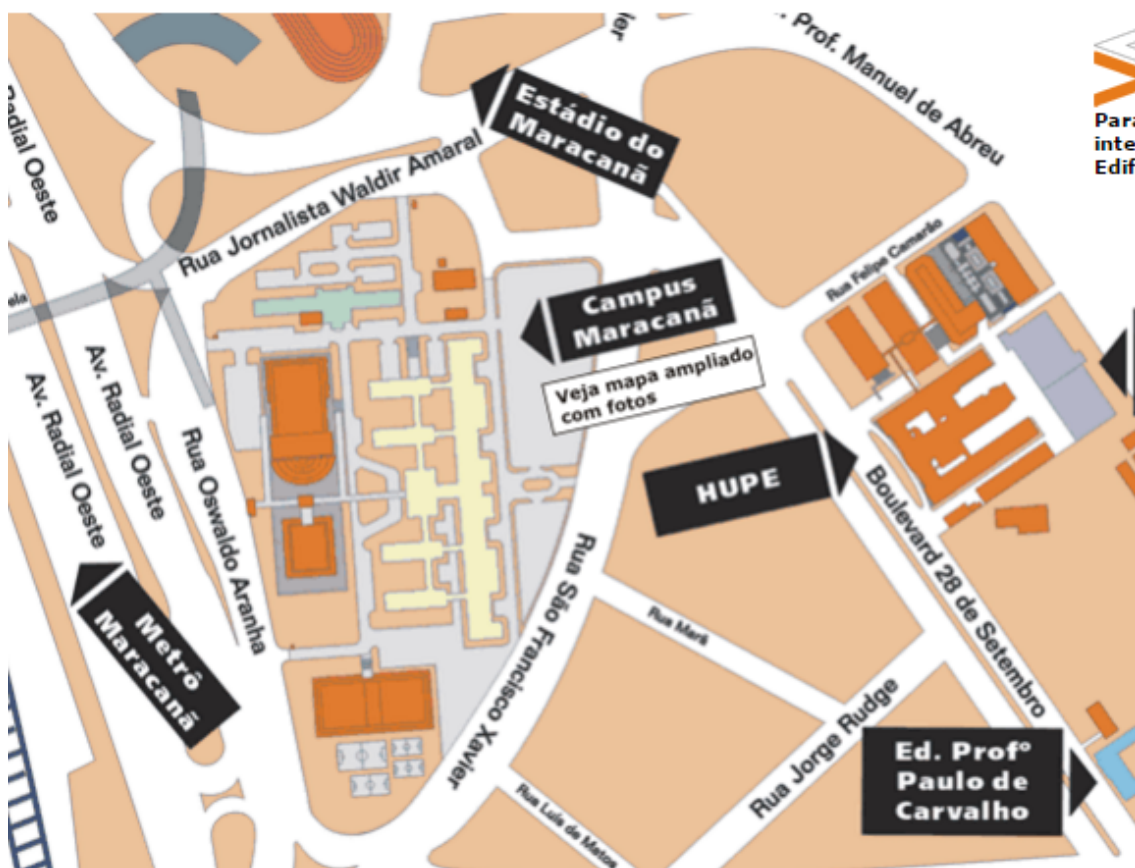 Prof. Manuel de Abreu
Radial Oeste
Estádio do
Maracanã
Rua Jornalista Waldir Amaral
Rua Felipe Camarão
Campus
Maracanã
Veja mapa ampliado
com fotos
Av. Radial Oeste
Av. Radial Oeste
Rua Oswaldo Aranha
HUPE
Boulevard 28 de Setembro
Metrô
Maracanã
Rua São Francisco Xavier
Rua Mará
Rua Jorge Rudge
Rua Luís de Matos
Ed. Profº
Paulo de
Carvalho